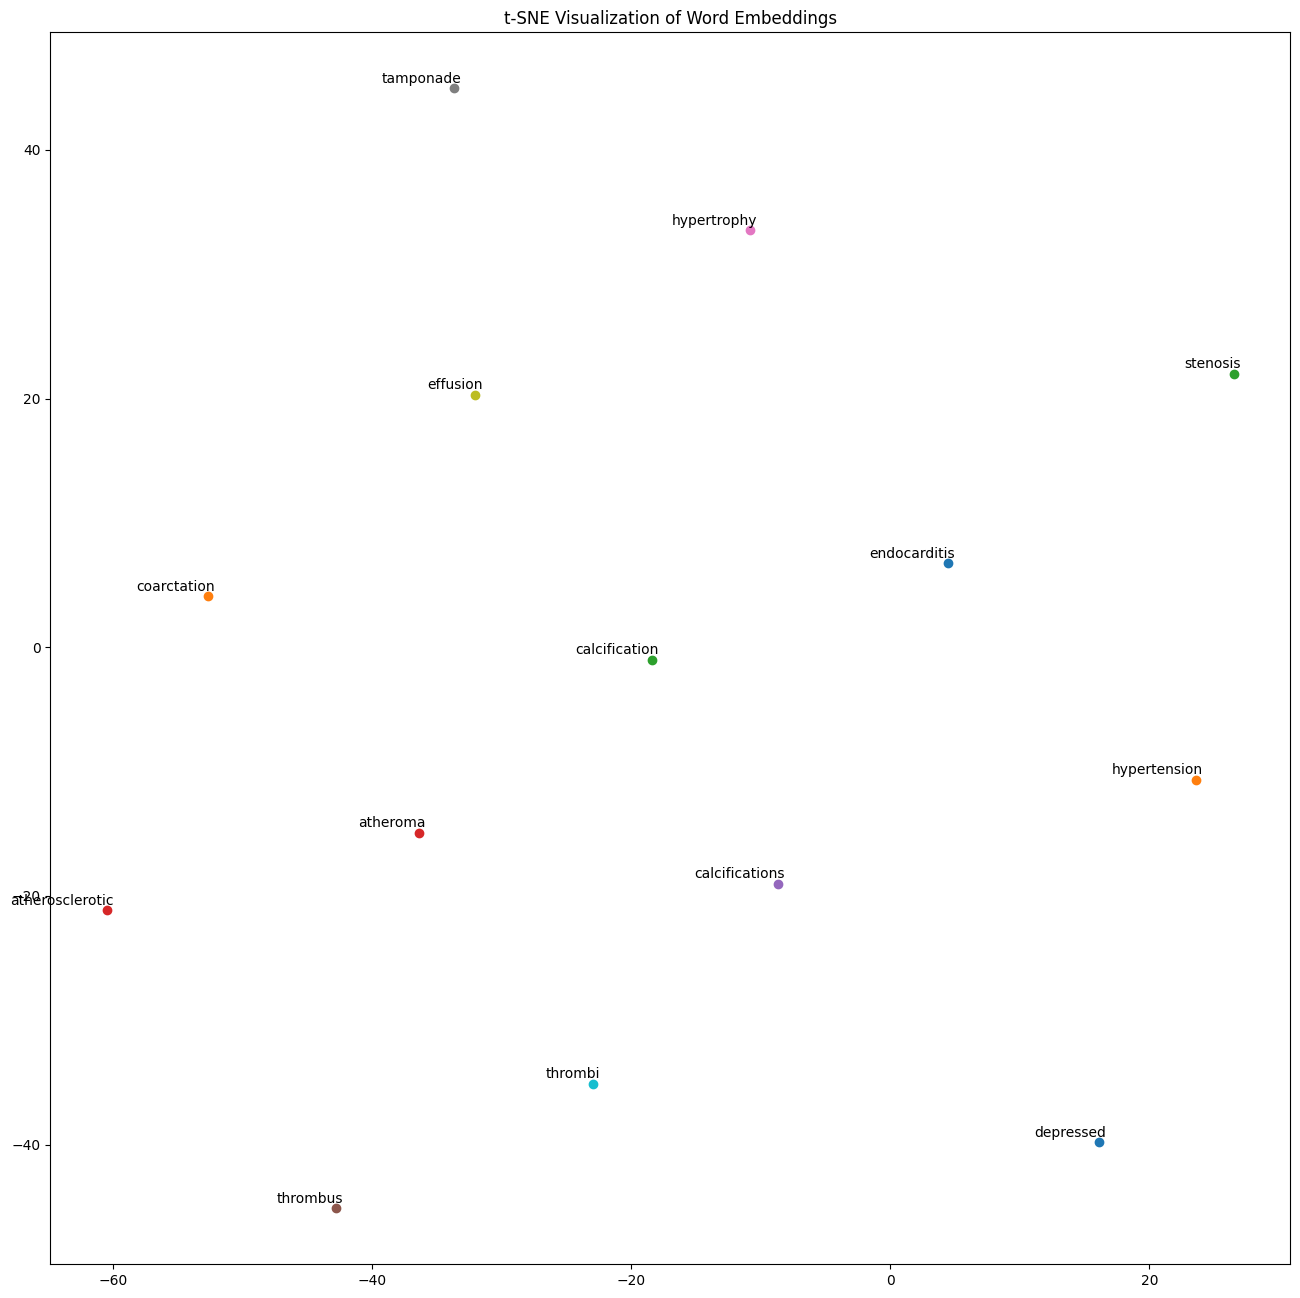 t-SNE Visualization of Word Embeddings
tamponade
40
hypertrophy
stenosis
effusion
20
endocarditis
coarctation
0
calcification
hypertension
atheroma
calcifications
−20
atherosclerotic
thrombi
depressed
−40
thrombus
−60
−40
−20
0
20